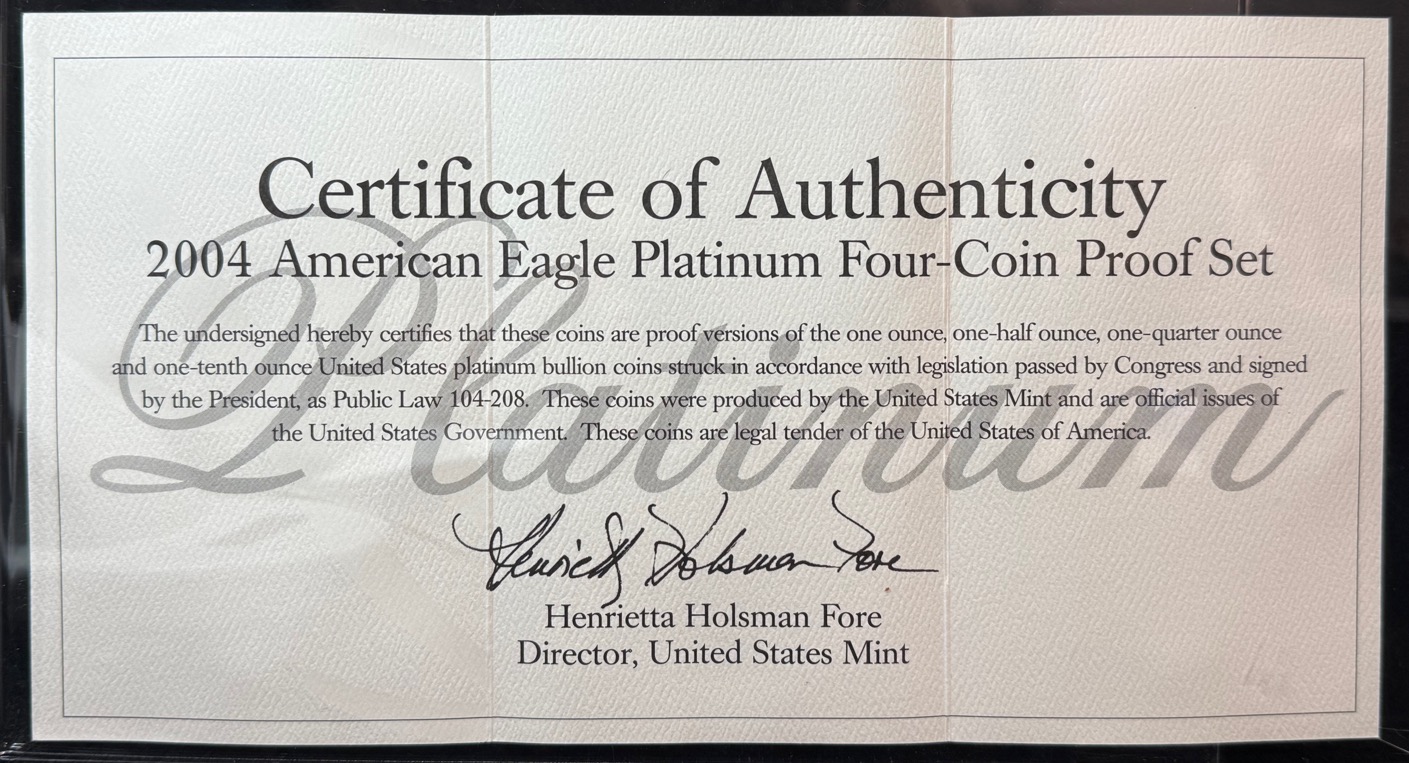 Certificate of Authenticity
2004 American Eagle Platinum Four-Coin Proof Set
Platinum
The undersigned hereby certifies that these coins are proof versions of the one ounce, one-half ounce, one-quarter ounce
and one-tenth ounce United States platinum bullion coins struck in accordance with legislation passed by Congress and signed
by the President, as Public Law 104-208. These coins were produced by the United States Mint and are official issues of
the United States Government. These coins are legal tender of the United States of America.
Henrietta Holsman Fore
Henrietta Holsman Fore
Director, United States Mint